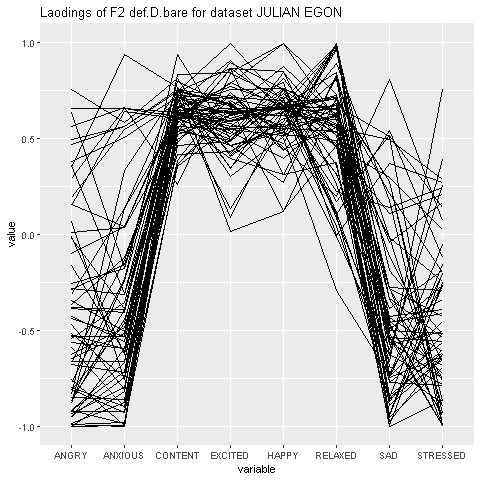 Laodings of F2 def.D.bare for dataset JULIAN EGON
1.0
0.5
value
0.0
-0.5
-1.0
ANGRY ANXIOUS CONTENT EXCITED HAPPY RELAXED SAD STRESSED
variable